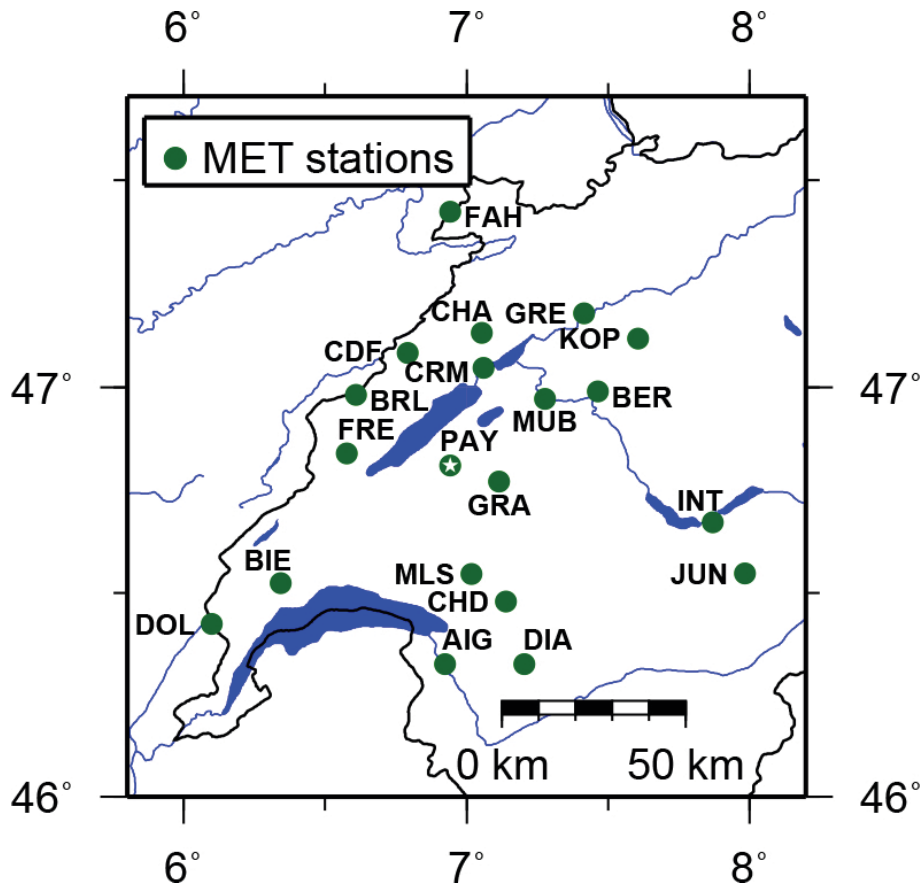 6° 7° 8°
MET stations
FAH
CHA GRE
KOP
CDF
CRM
47° 47°
BRL BER
MUB
FRE PAY
GRA
INT
BIE MLS JUN
CHD
DOL
AIG DIA
0 km 50 km
46° 46°
6° 7° 8°